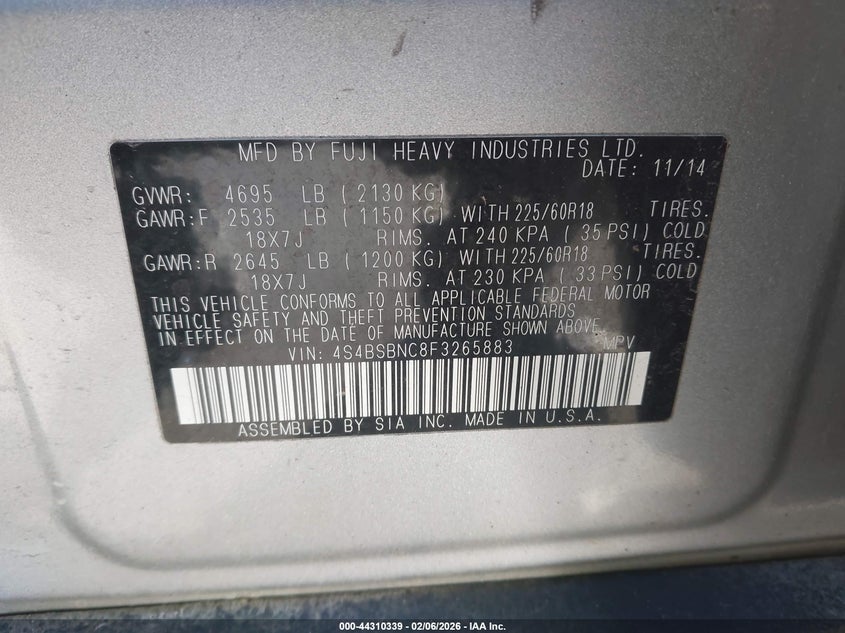 MFD BY FUJI HEAVY INDUSTRIES LTD.
DATE: 11/14
GVWR: 4695 LB ( 2130 KG)
GAWR:F 2535 LB ( 1150 KG) WITH 225/60R18 TIRES.
18X7J RIMS. AT 240 KPA ( 35 PSI) COLD
GAWR:R 2645 LB ( 1200 KG) WITH 225/60R18 TIRES.
18X7J RIMS. AT 230 KPA ( 33 PSI) COLD
THIS VEHICLE CONFORMS TO ALL APPLICABLE FEDERAL MOTOR
VEHICLE SAFETY AND THEFT PREVENTION STANDARDS
IN EFFECT ON THE DATE OF MANUFACTURE SHOWN ABOVE.
VIN: 4S4BSBNC8F3265883 MPV
ASSEMBLED BY SIA INC. MADE IN U.S.A.
000-44310339 - 02/06/2026 - IAA Inc.